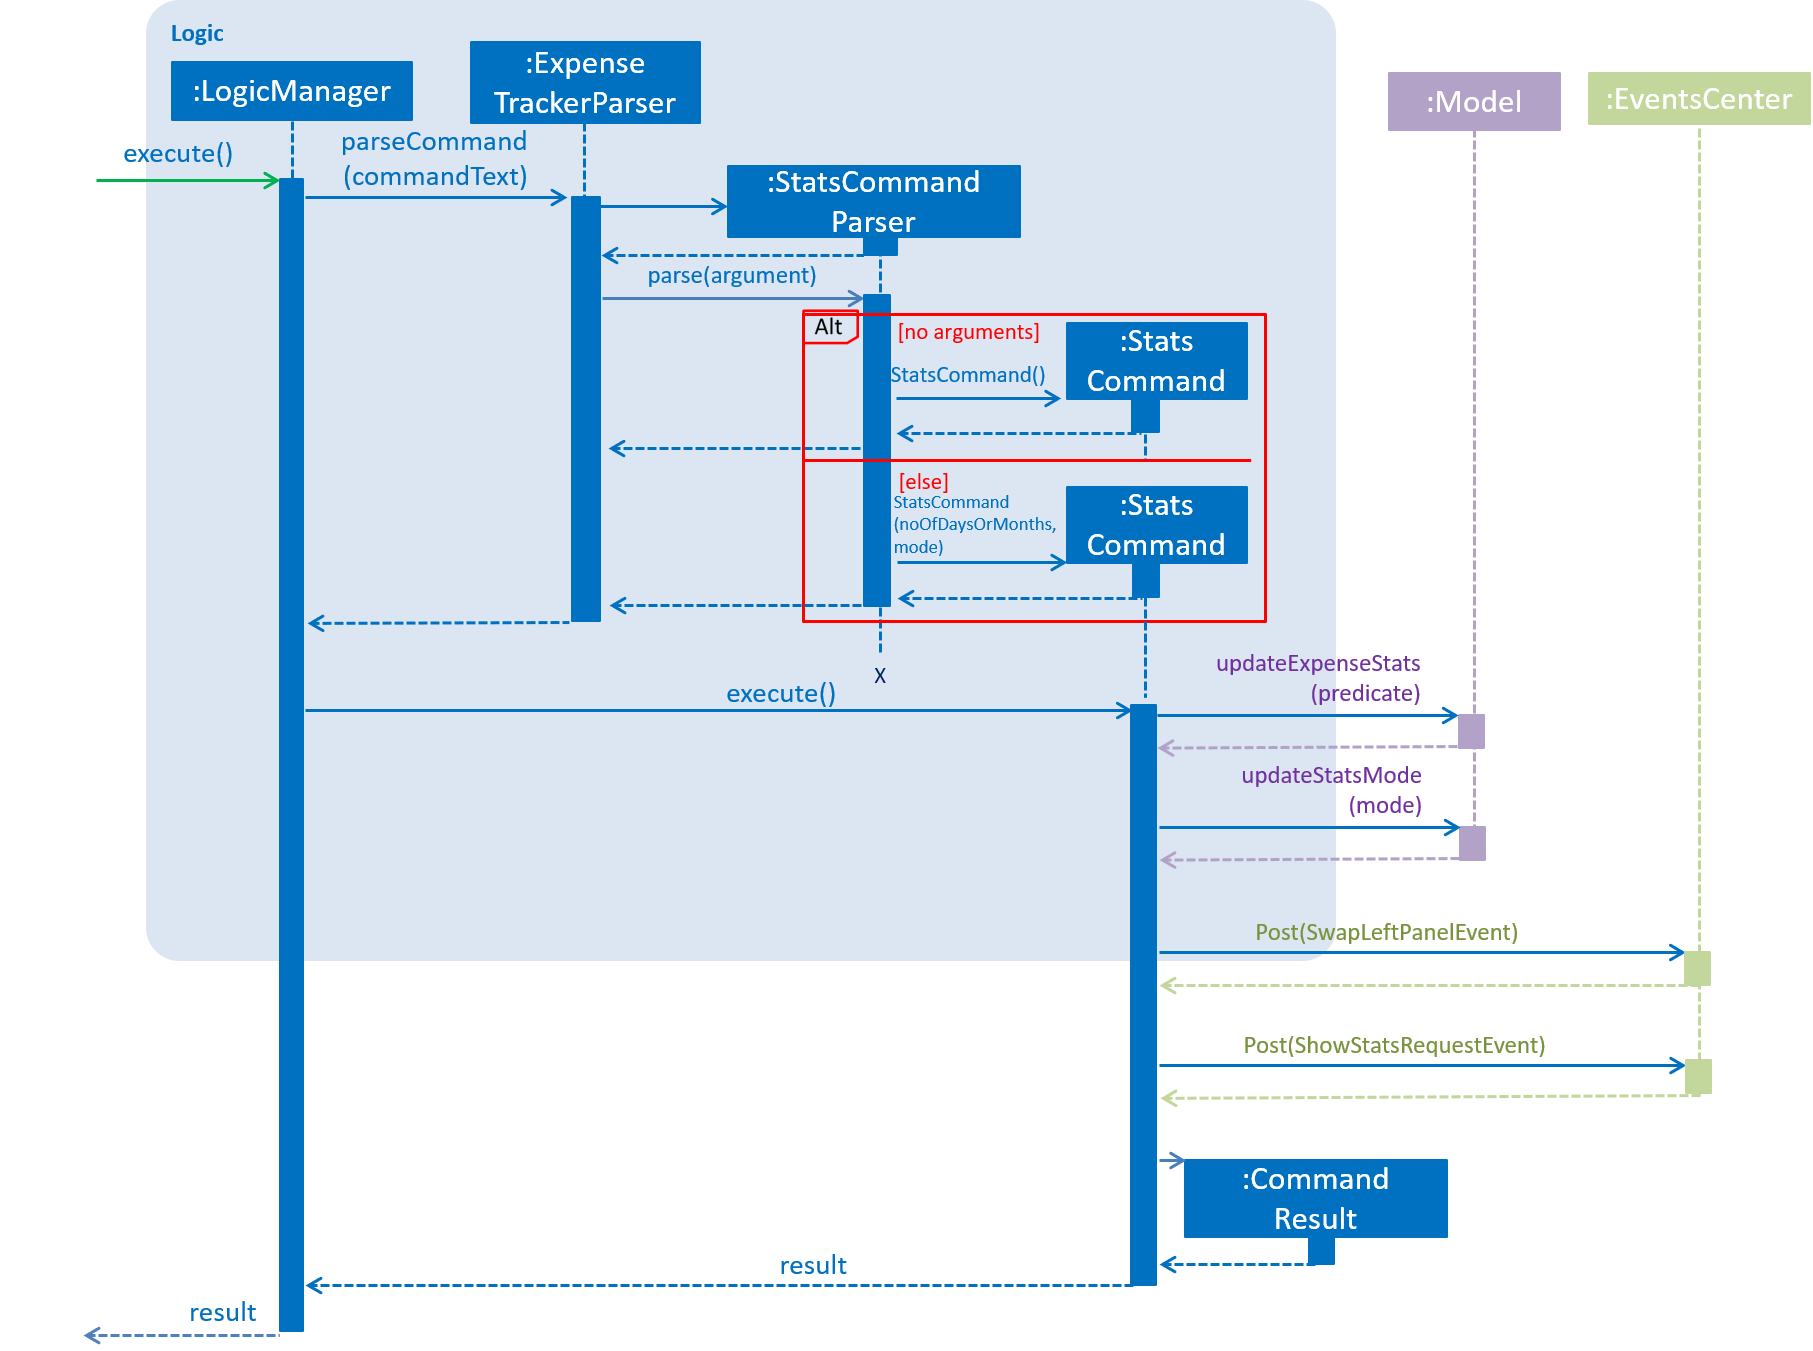 Logic
:LogicManager
:Expense
TrackerParser
:Model
:EventsCenter
execute()
parseCommand
(commandText)
:StatsCommand
Parser
parse(argument)
Alt
[no arguments]
:Stats
Command
StatsCommand()
[else]
StatsCommand
(noOfDaysOrMonths,
mode)
:Stats
Command
X
execute()
updateExpenseStats
(predicate)
updateStatsMode
(mode)
Post(SwapLeftPanelEvent)
Post(ShowStatsRequestEvent)
:Command
Result
result
result